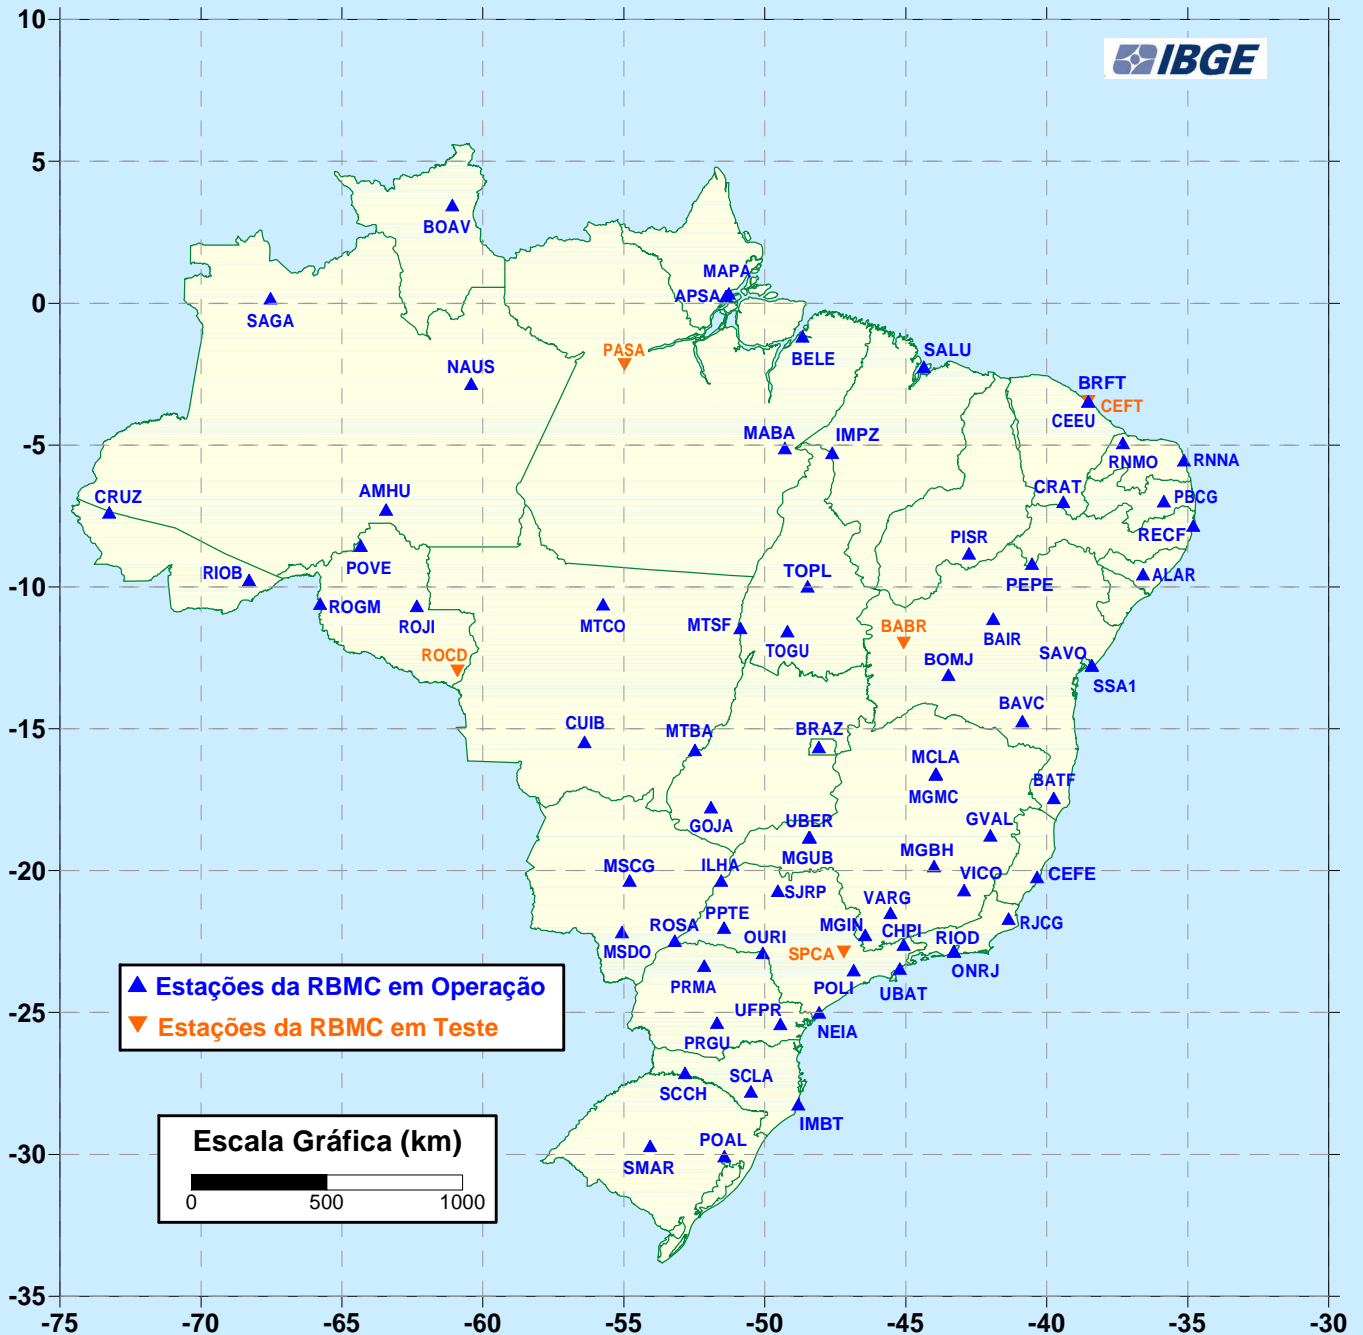 10
IBGE
5
BOAV
MAPA
APSA
0
SAGA
PASA
BELE
SALU
NAUS
BRFT
CEFT
CEEU
-5
MABA
IMPZ
RNMO
RNNA
CRUZ
AMHU
CRAT
PBCG
RECF
PISR
POVE
RIOB
TOPL
PEPE
ALAR
-10
ROGM
ROJI
MTCO
MTSF
TOGU
BABR
BAIR
ROCD
BOMJ
SAVO
SSA1
BAVC
CUIB
MTBA
BRAZ
-15
MCLA
BATF
MGMC
GOJA
UBER
GVAL
MGUB
MGBH
MSCG
ILHA
-20
SJRP
VICO
CEFE
VARG
PPTE
ROSA
MGIN
CHPI
RIOD
RJCG
OURI
MSDO
SPCA
ONRJ
PRMA
POLI
UBAT
Estações da RBMC em Operação
Estações da RBMC em Teste
-25
UFPR
NEIA
PRGU
SCLA
SCCH
IMBT
Escala Gráfica (km)
0 500 1000
POAL
SMAR
-30
-35
-75 -70 -65 -60 -55 -50 -45 -40 -35 -30